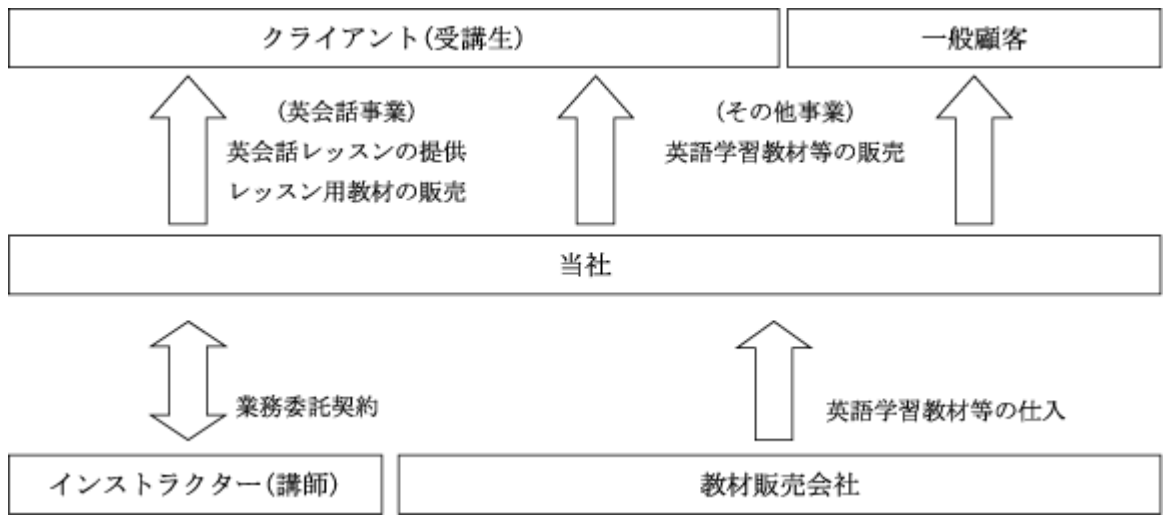 クライアント(受講生)
一般顧客
(英会話事業)
英会話レッスンの提供
レッスン用教材の販売
(その他事業)
英語学習教材等の販売
当社
業務委託契約
英語学習教材等の仕入
インストラクター(講師)
教材販売会社